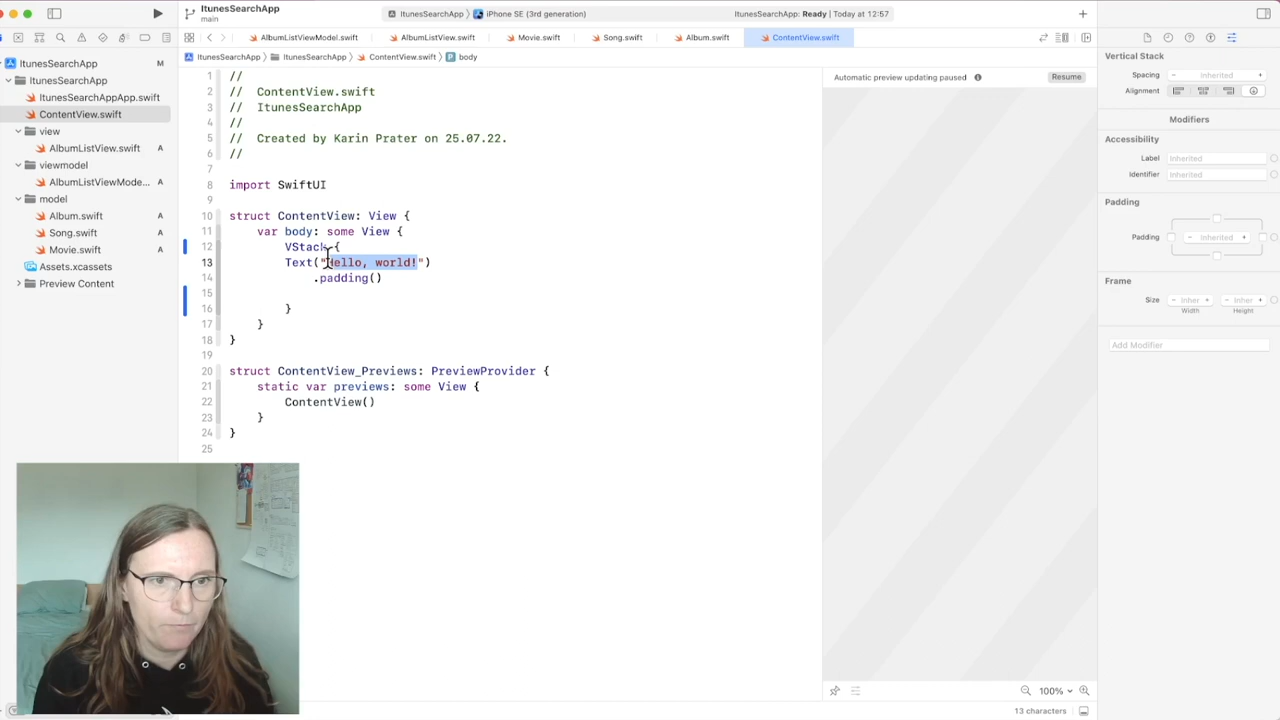 ItunesSearchApp
main
ItunesSearchApp
iPhone SE (3rd generation)
ItunesSearchApp: Ready | Today at 12:57
AlbumListViewModel.swift
AlbumListView.swift
Movie.swift
Song.swift
Album.swift
ContentView.swift
ItunesSearchApp M
ItunesSearchApp
ItunesSearchAppApp.swift
ContentView.swift
view
AlbumListView.swift A
viewmodel
AlbumListViewMode... A
model
Album.swift A
Song.swift A
Movie.swift A
Assets.xcassets
Preview Content
ItunesSearchApp
ItunesSearchApp
ContentView.swift
body
1 //
2 // ContentView.swift
3 // ItunesSearchApp
4 //
5 // Created by Karin Prater on 25.07.22.
6 //
7
8 import SwiftUI
9
10 struct ContentView: View {
11 var body: some View {
12 VStack {
13 Text("Hello, world!")
14 .padding()
15
16 }
17 }
18 }
19
20 struct ContentView_Previews: PreviewProvider {
21 static var previews: some View {
22 ContentView()
23 }
24 }
25
Automatic preview updating paused
Resume
100%
13 characters
Vertical Stack
Spacing - Inherited +
Alignment
Modifiers
Accessibility
Label Inherited
Identifier Inherited
Padding
Padding - Inherited +
Frame
Size - Inher + - Inher +
Width Height
Add Modifier